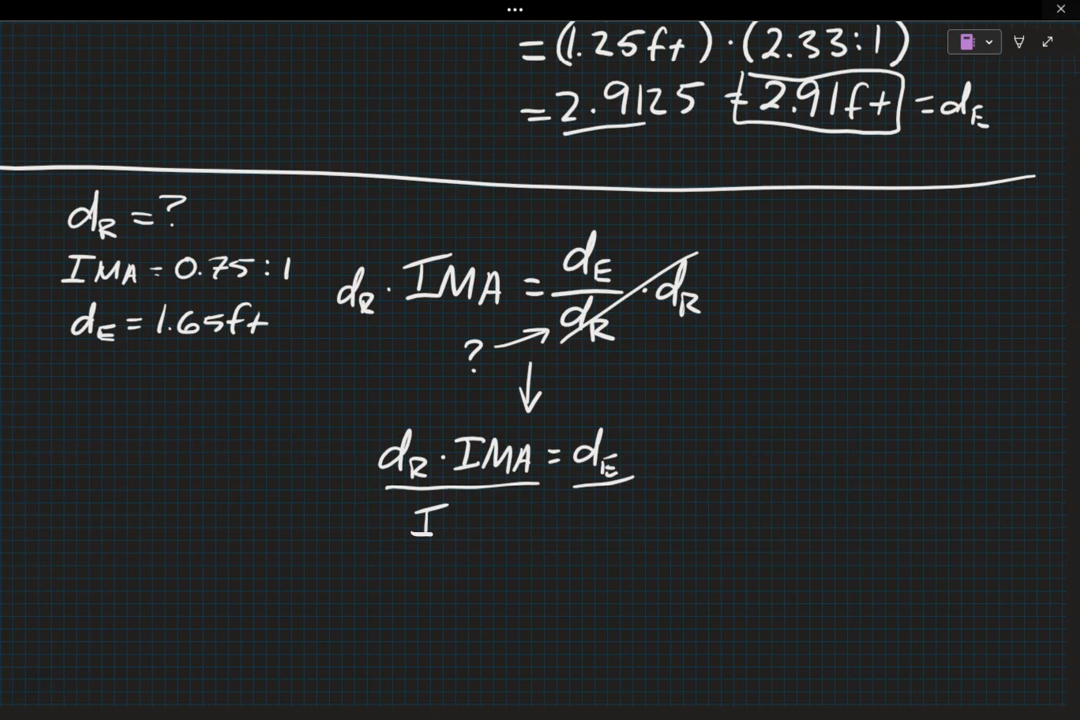 = (1.25ft) · (2.33:1)
= 2.9125 = 2.91ft = dE
dR = ?
IMA = 0.75:1
dE = 1.65ft
dR · IMA = dE / dR · dR
?
dR · IMA = dE
I